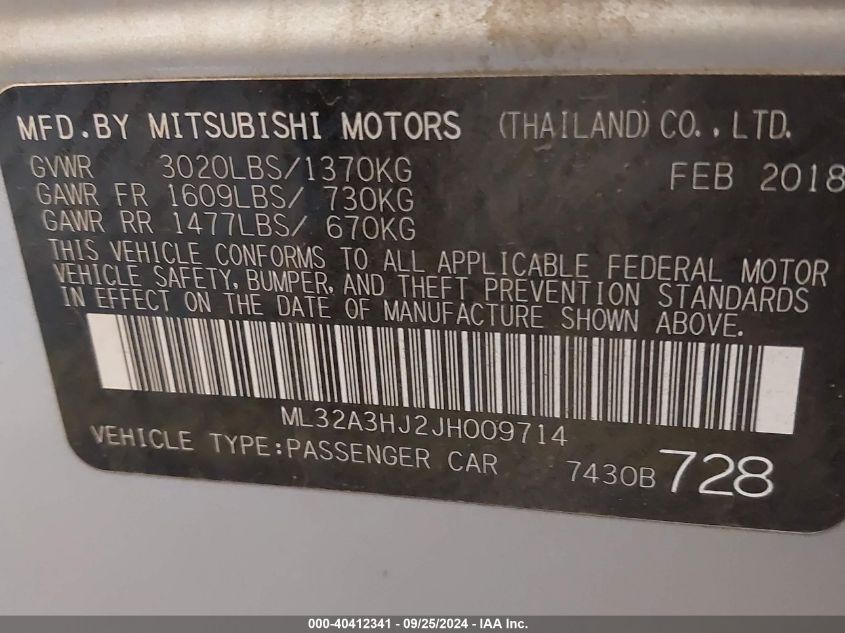 MFD.BY MITSUBISHI MOTORS (THAILAND) CO.,LTD.
GVWR 3020LBS/1370KG FEB 2018
GAWR FR 1609LBS/ 730KG
GAWR RR 1477LBS/ 670KG
THIS VEHICLE CONFORMS TO ALL APPLICABLE FEDERAL MOTOR
VEHICLE SAFETY, BUMPER, AND THEFT PREVENTION STANDARDS
IN EFFECT ON THE DATE OF MANUFACTURE SHOWN ABOVE.
ML32A3HJ2JH009714
VEHICLE TYPE:PASSENGER CAR 7430B 728
000-40412341 - 09/25/2024 - IAA Inc.